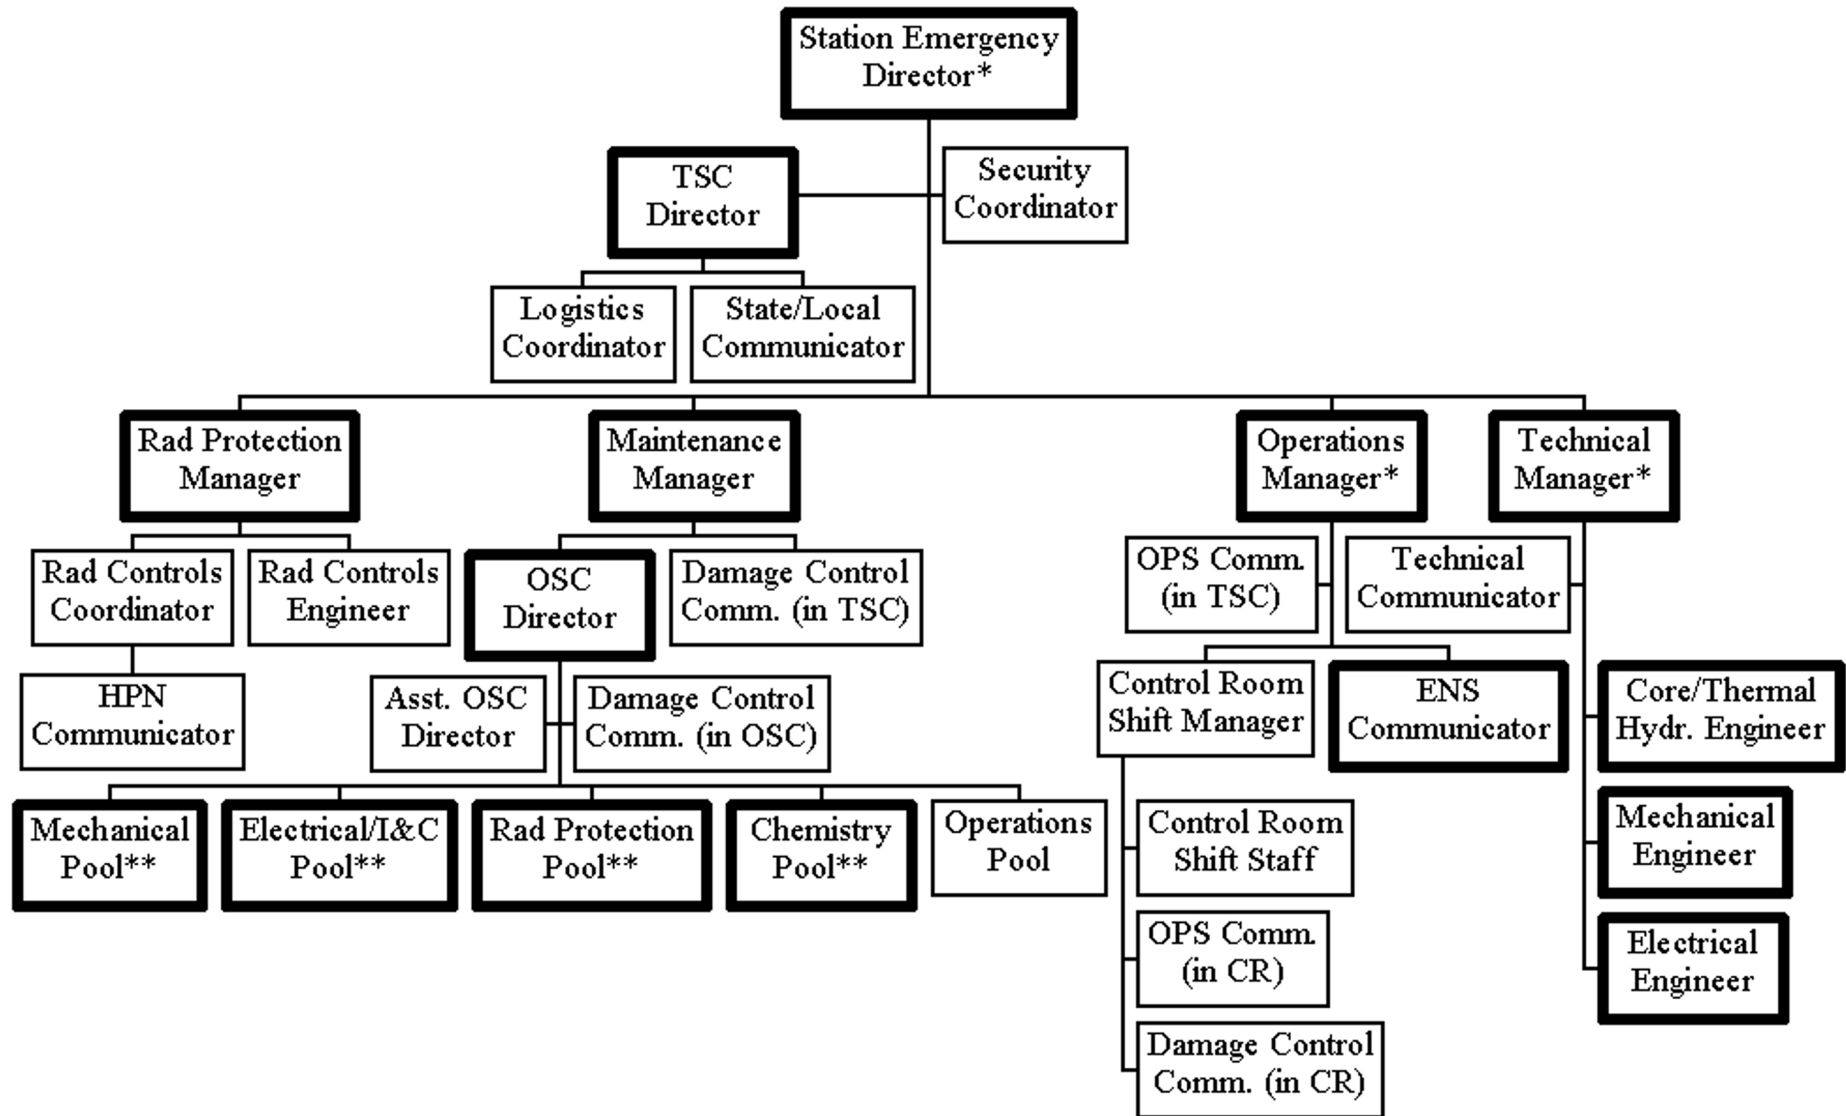 Station Emergency
Director*
TSC
Director
Security
Coordinator
Logistics
Coordinator
State/Local
Communicator
Rad Protection
Manager
Maintenance
Manager
Operations
Manager*
Technical
Manager*
Rad Controls
Coordinator
Rad Controls
Engineer
OSC
Director
Damage Control
Comm. (in TSC)
OPS Comm.
(in TSC)
Technical
Communicator
HPN
Communicator
Asst. OSC
Director
Damage Control
Comm. (in OSC)
Control Room
Shift Manager
ENS
Communicator
Core/Thermal
Hydr. Engineer
Mechanical
Pool**
Electrical/I&C
Pool**
Rad Protection
Pool**
Chemistry
Pool**
Operations
Pool
Control Room
Shift Staff
Mechanical
Engineer
OPS Comm.
(in CR)
Electrical
Engineer
Damage Control
Comm. (in CR)